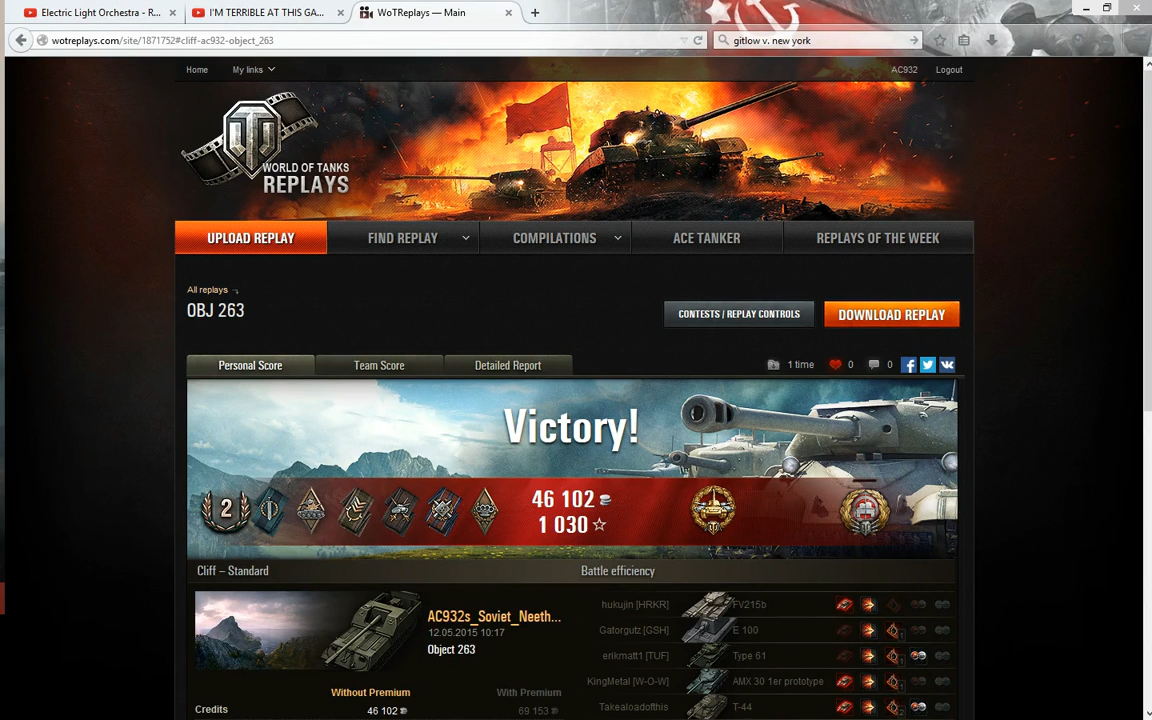 Electric Light Orchestra - R...
I'M TERRIBLE AT THIS GA...
WoTReplays — Main
wotreplays.com/site/1871752#cliff-ac932-object_263
gitlow v. new york
Home
My links
AC932
Logout
WORLD OF TANKS
REPLAYS
UPLOAD REPLAY
FIND REPLAY
COMPILATIONS
ACE TANKER
REPLAYS OF THE WEEK
All replays
OBJ 263
CONTESTS / REPLAY CONTROLS
DOWNLOAD REPLAY
Personal Score
Team Score
Detailed Report
1 time
0
0
Victory!
2
46 102
1 030
Cliff – Standard
Battle efficiency
AC932s_Soviet_Neeth...
12.05.2015 10:17
Object 263
Without Premium
With Premium
Credits
46 102
69 153
hukujin [HRKR]
FV215b
Gatorgutz [GSH]
E 100
1
erikmatt1 [TUF]
Type 61
1
KingMetal [W-O-W]
AMX 30 1er prototype
1
Takealoadofthis
T-44
2